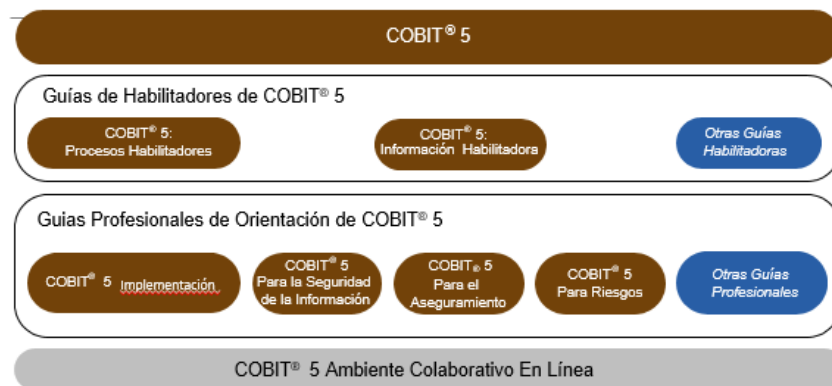 COBIT® 5
Guías de Habilitadores de COBIT® 5
COBIT® 5:
Procesos Habilitadores
COBIT® 5:
Información Habilitadora
Otras Guías
Habilitadoras
Guias Profesionales de Orientación de COBIT® 5
COBIT® 5 Implementación
COBIT® 5
Para la Seguridad
de la Información
COBIT® 5
Para el
Aseguramiento
COBIT® 5
Para Riesgos
Otras Guías
Profesionales
COBIT® 5 Ambiente Colaborativo En Línea